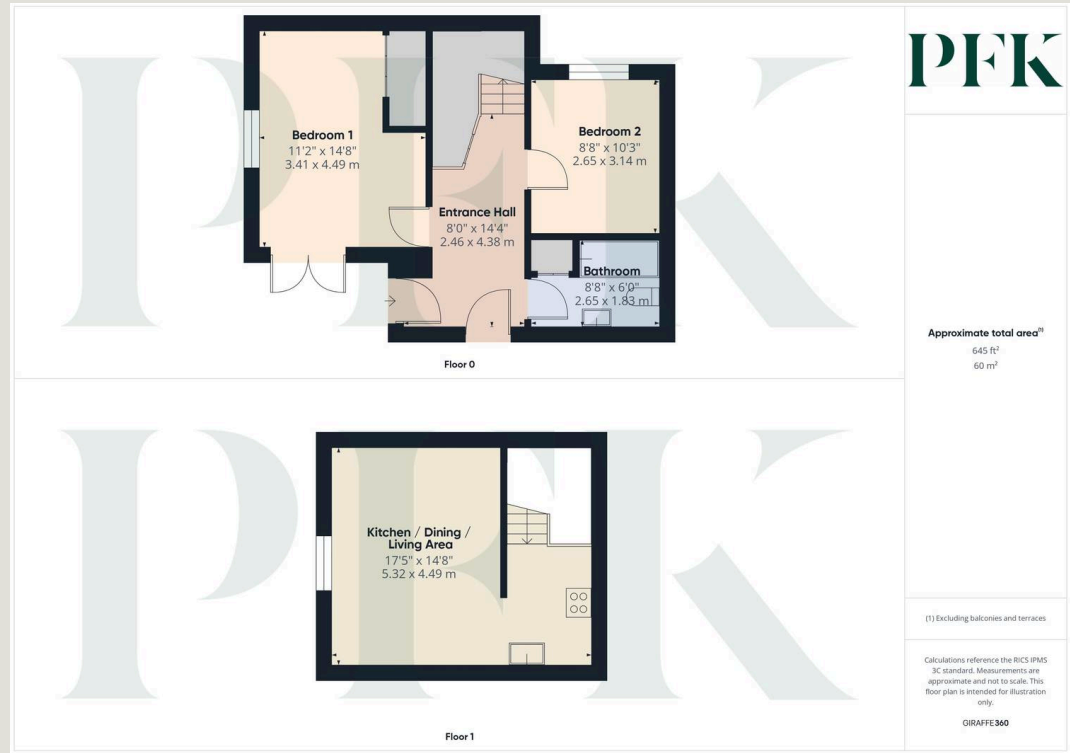 PFK
Bedroom 1
11'2" x 14'8"
3.41 x 4.49 m
Bedroom 2
8'8" x 10'3"
2.65 x 3.14 m
Entrance Hall
8'0" x 14'4"
2.46 x 4.38 m
Bathroom
8'8" x 6'0"
2.65 x 1.83 m
Floor 0
PFK
Kitchen / Dining /
Living Area
17'5" x 14'8"
5.32 x 4.49 m
Floor 1
PFK
Approximate total area(1)
645 ft²
60 m²
(1) Excluding balconies and terraces
Calculations reference the RICS IPMS
3C standard. Measurements are
approximate and not to scale. This
floor plan is intended for illustration
only.
GIRAFFE360